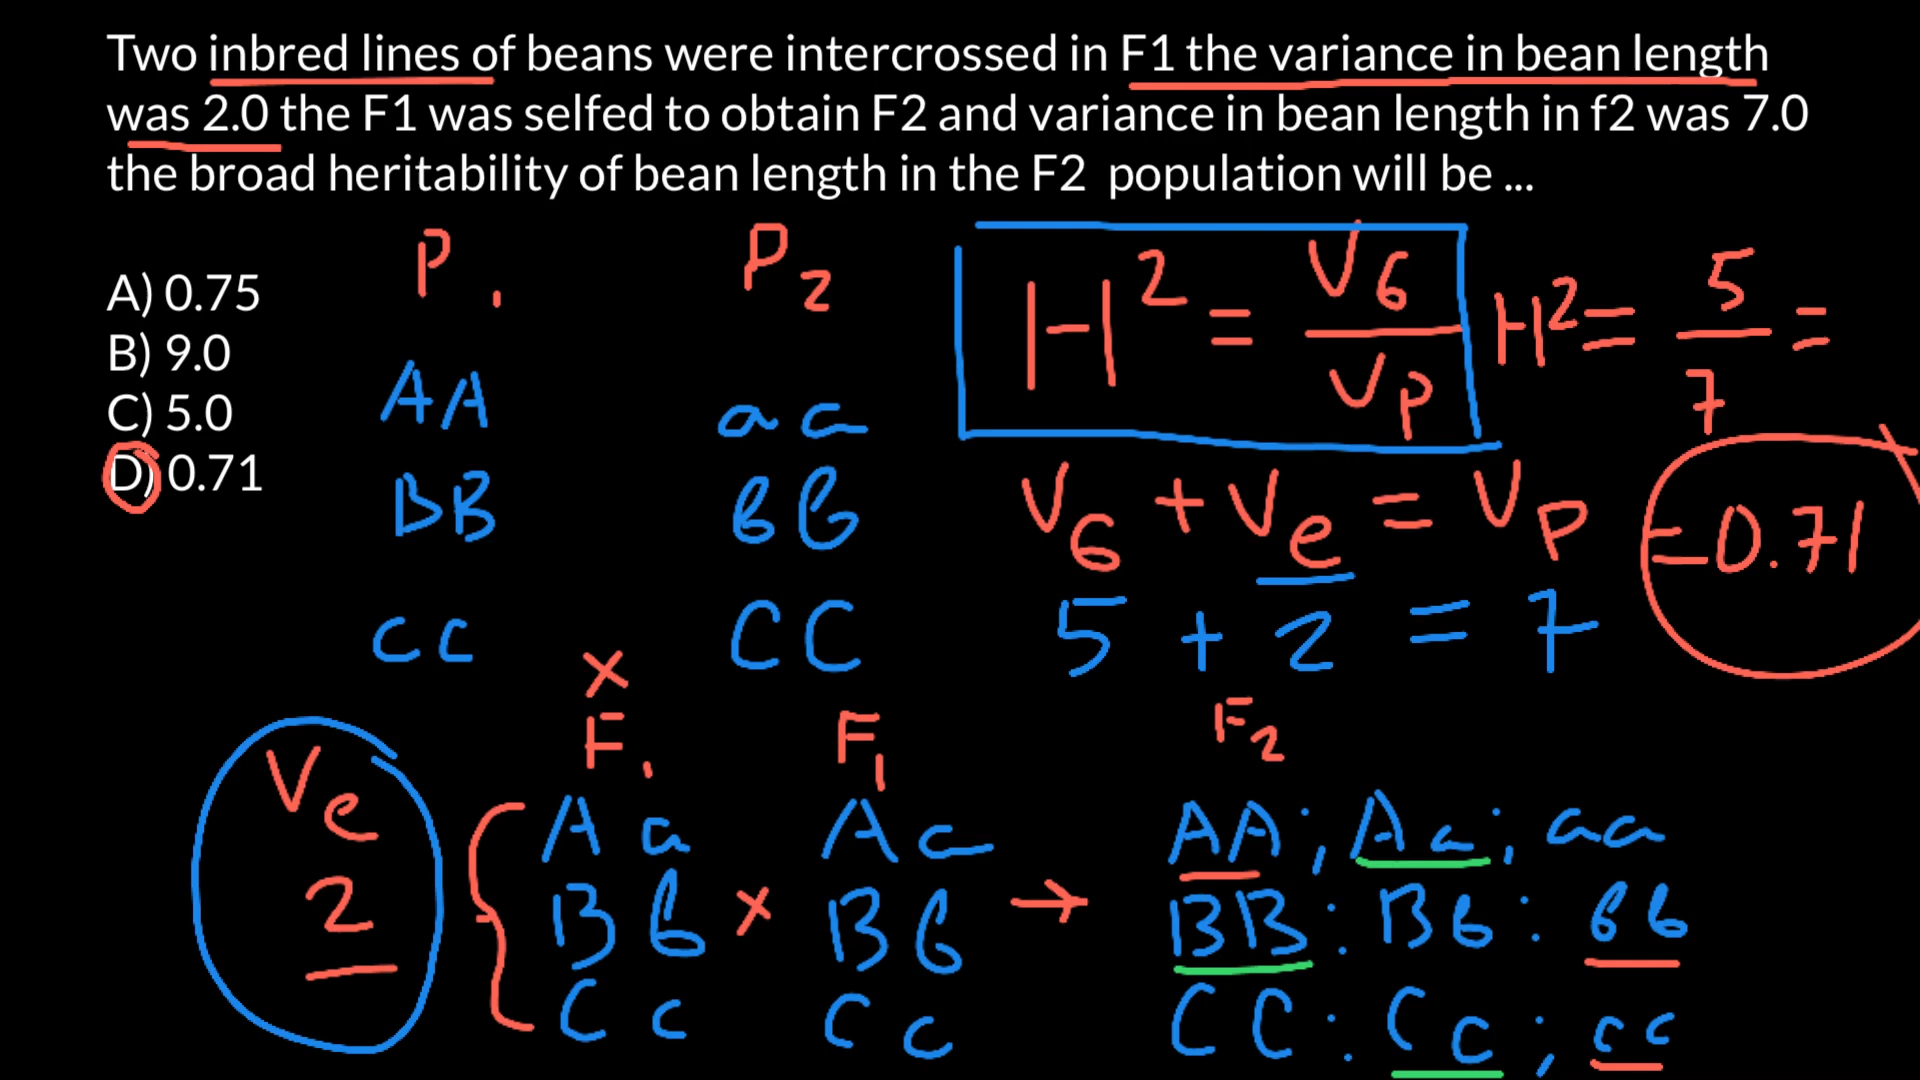 Two inbred lines of beans were intercrossed in F1 the variance in bean length
was 2.0 the F1 was selfed to obtain F2 and variance in bean length in f2 was 7.0
the broad heritability of bean length in the F2 population will be ...
A) 0.75
B) 9.0
C) 5.0
D) 0.71
P1 P2
AA aa
BB bb
cc CC
H² = VG / VP
H² = 5 / 7 =
= 0.71
VG + Ve = VP
5 + 2 = 7
×
F1 F1 F2
Ve
2
Aa Aa AA ; Aa ; aa
Bb × Bb → BB : Bb : bb
Cc Cc CC : Cc ; cc